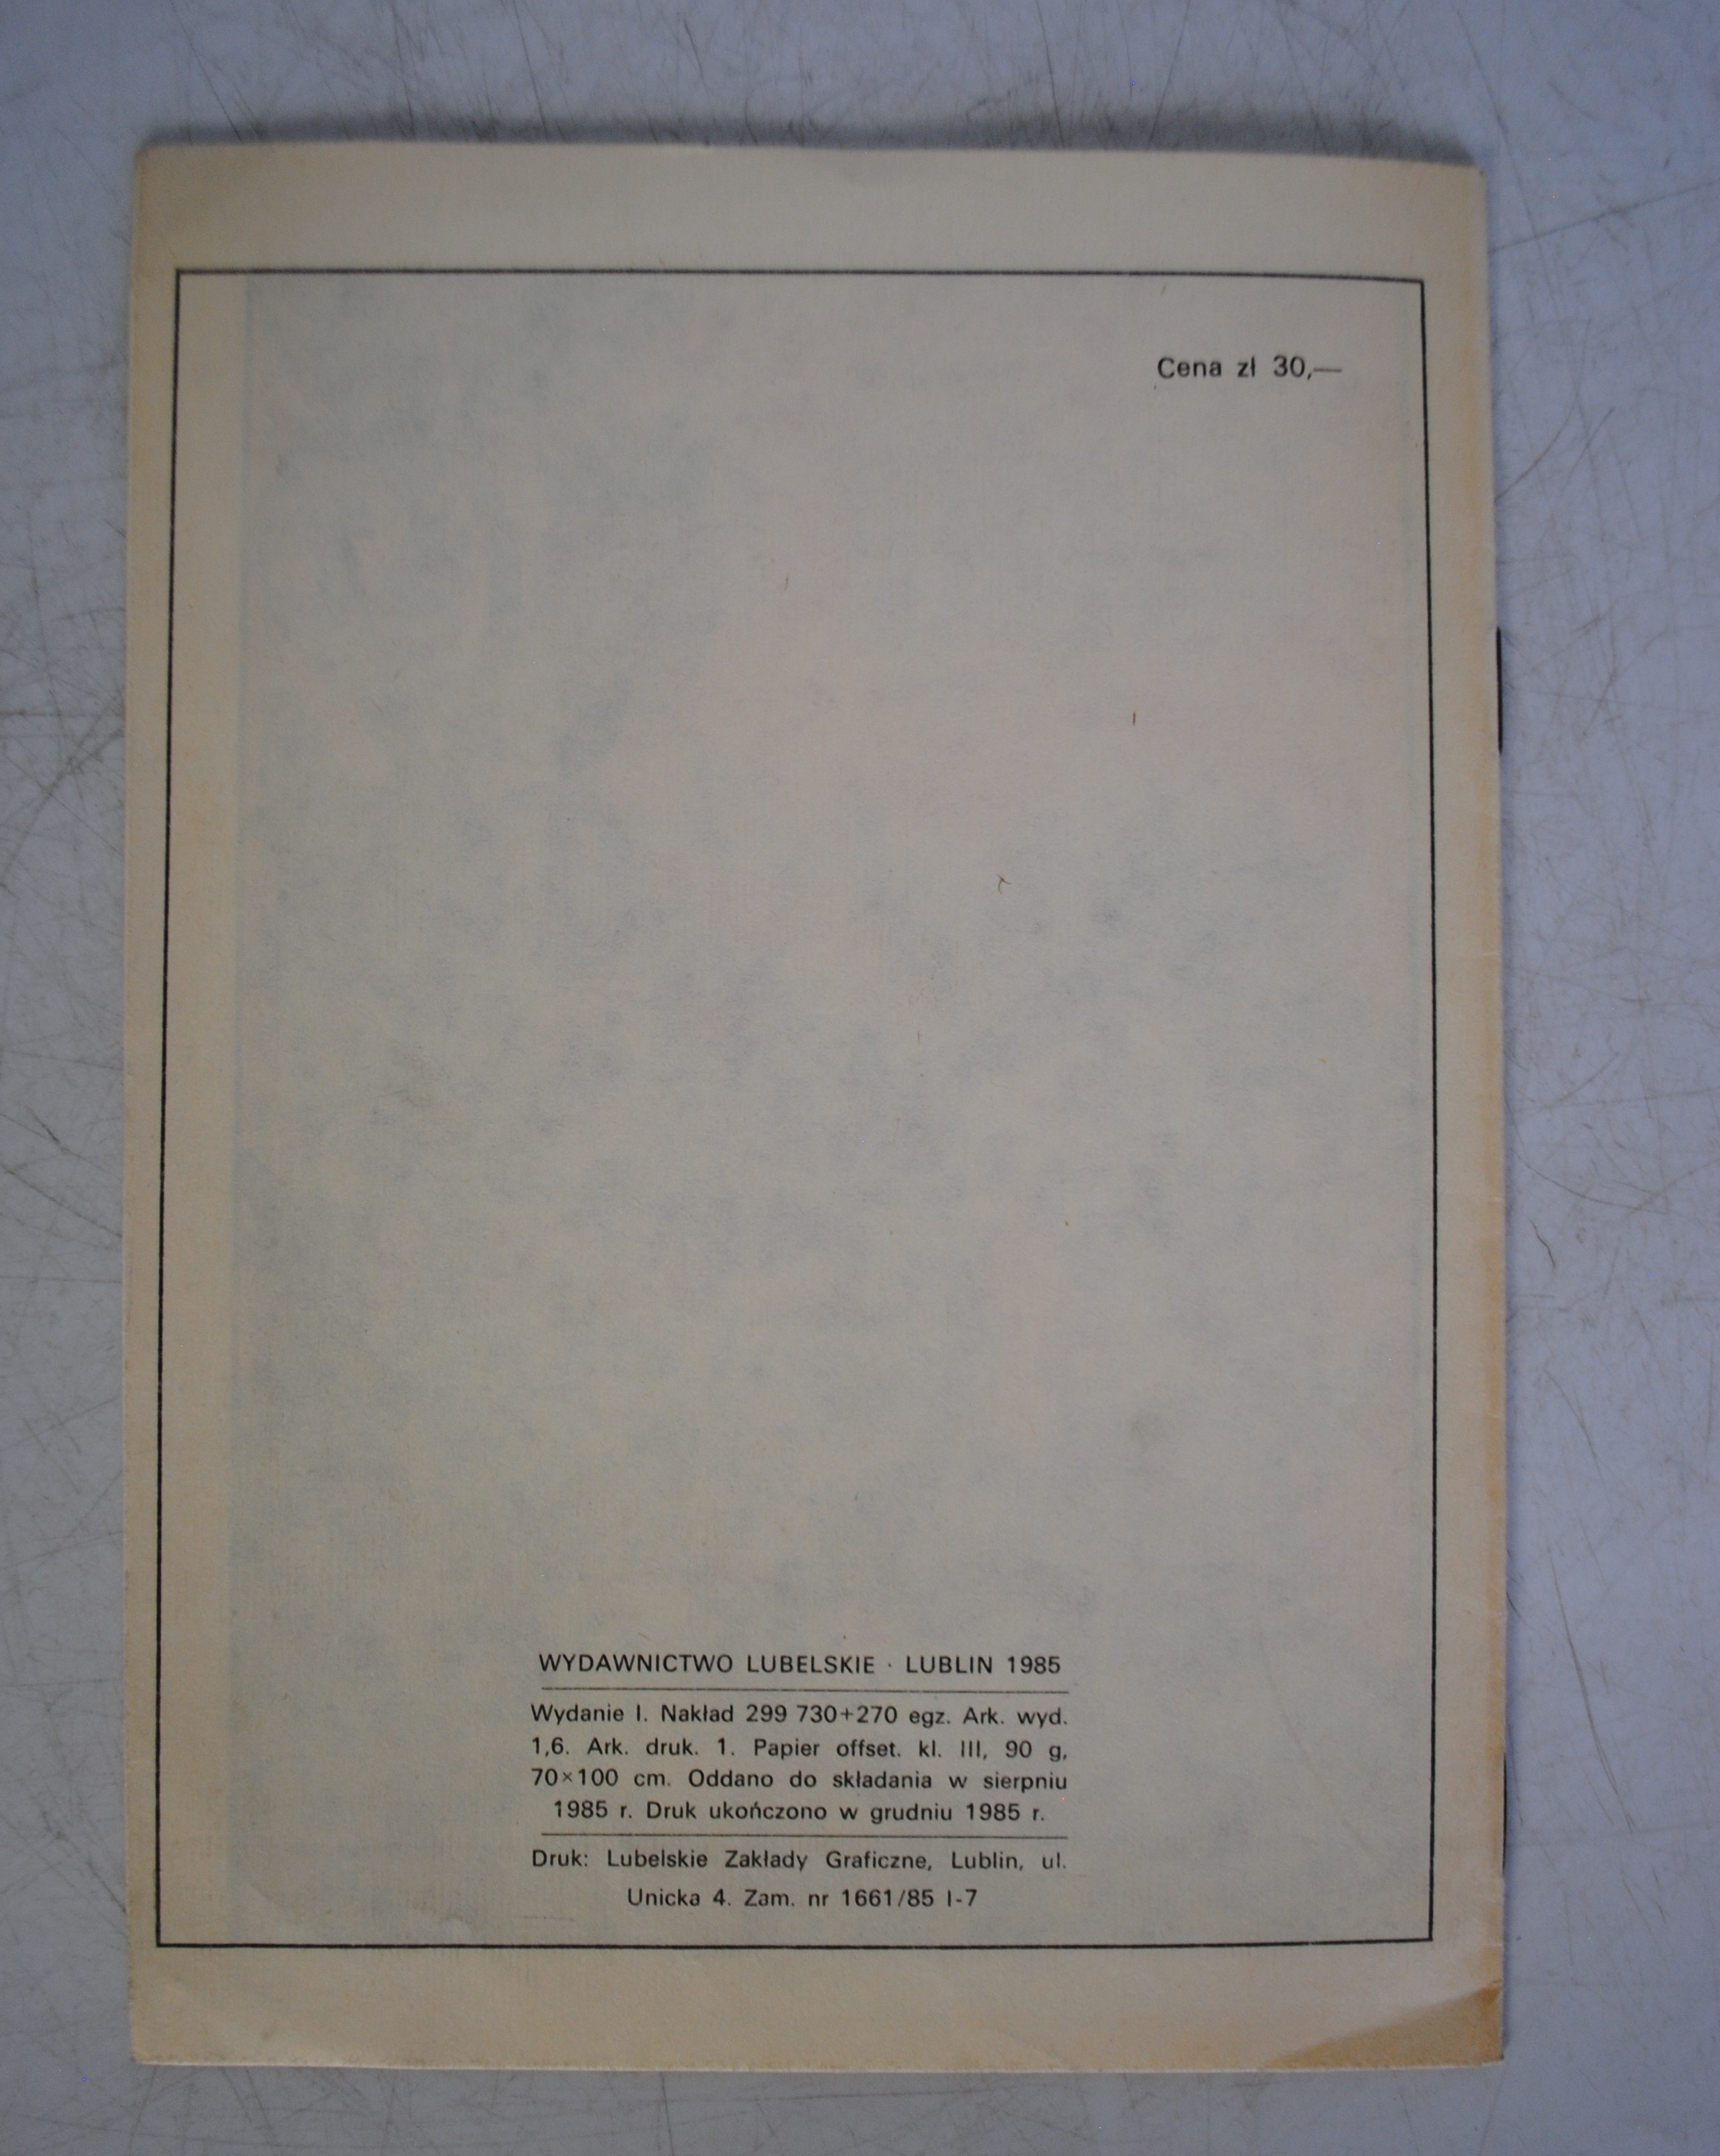 Cena zł 30,—
WYDAWNICTWO LUBELSKIE · LUBLIN 1985
Wydanie I. Nakład 299 730+270 egz. Ark. wyd.
1,6. Ark. druk. 1. Papier offset. kl. III, 90 g,
70×100 cm. Oddano do składania w sierpniu
1985 r. Druk ukończono w grudniu 1985 r.
Druk: Lubelskie Zakłady Graficzne, Lublin, ul.
Unicka 4. Zam. nr 1661/85 I-7